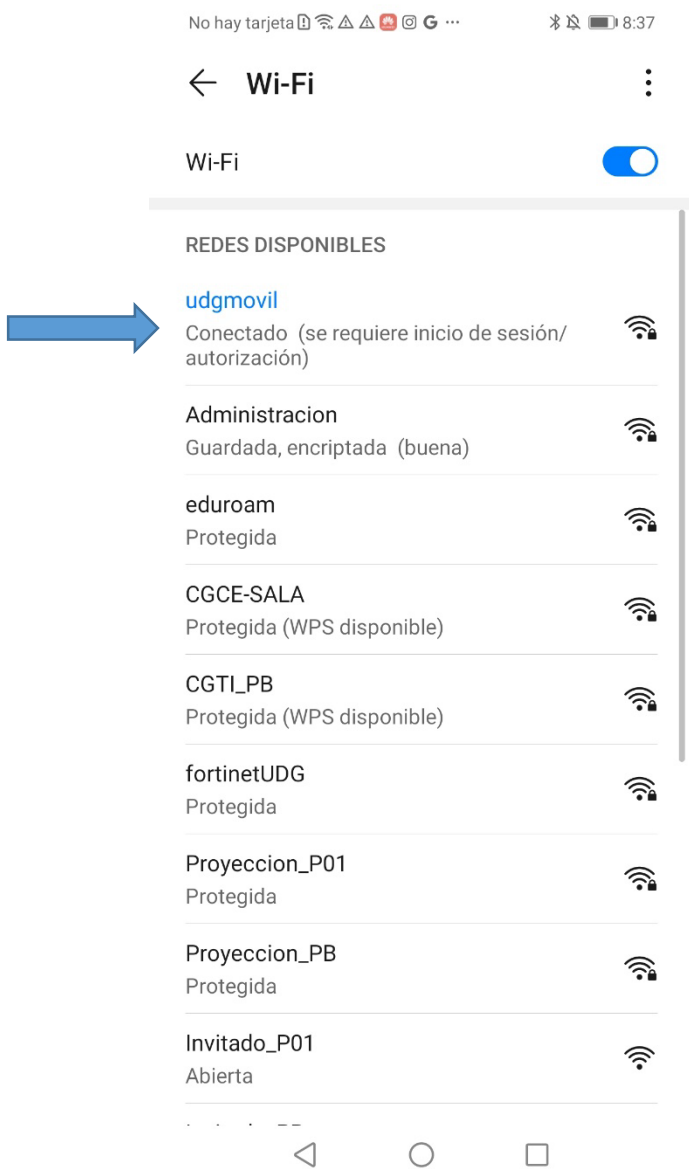 No hay tarjeta G ... 8:37
Wi-Fi
Wi-Fi
REDES DISPONIBLES
udgmovil
Conectado (se requiere inicio de sesión/
autorización)
Administracion
Guardada, encriptada (buena)
eduroam
Protegida
CGCE-SALA
Protegida (WPS disponible)
CGTI_PB
Protegida (WPS disponible)
fortinetUDG
Protegida
Proyeccion_P01
Protegida
Proyeccion_PB
Protegida
Invitado_P01
Abierta